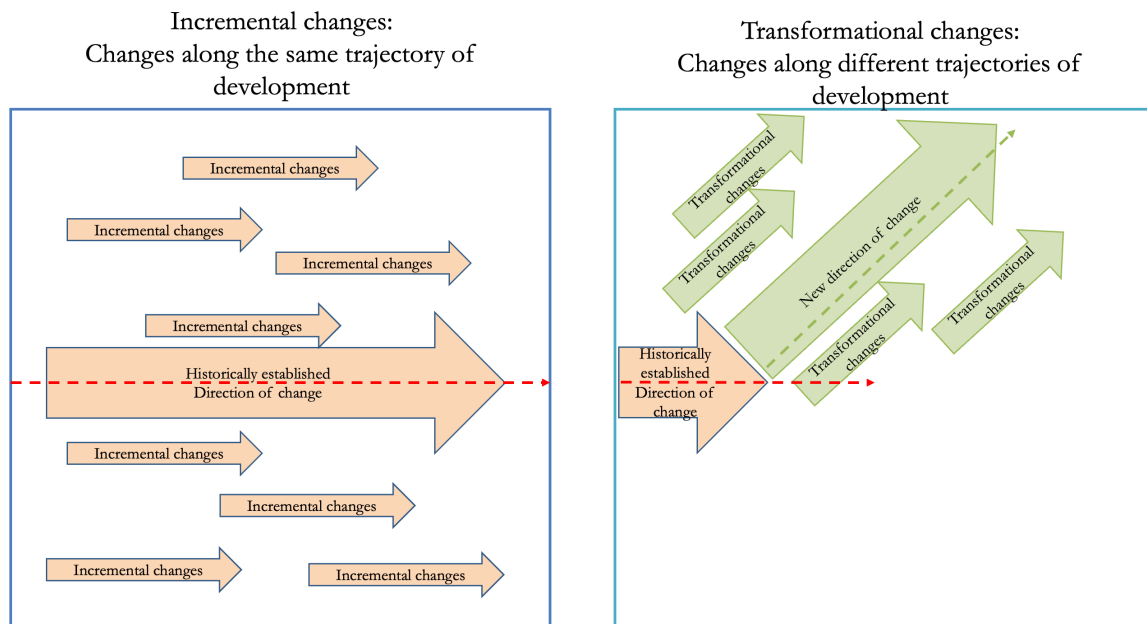 Incremental changes:
Changes along the same trajectory of
development
Incremental changes
Incremental changes
Incremental changes
Incremental changes
Historically established
Direction of change
Incremental changes
Incremental changes
Incremental changes
Incremental changes
Transformational changes:
Changes along different trajectories of
development
Transformational
changes
Transformational
changes
New direction of change
Transformational
changes
Transformational
changes
Historically
established
Direction of
change